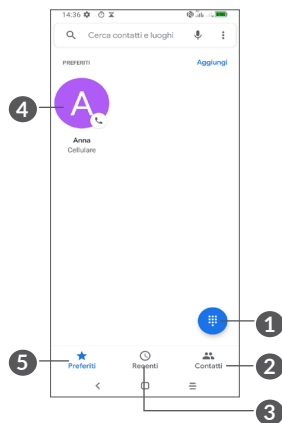 14:36
Cerca contatti e luoghi
PREFERITI Aggiungi
A
4
Anna
Cellulare
1
5
Preferiti Recenti Contatti
2
3